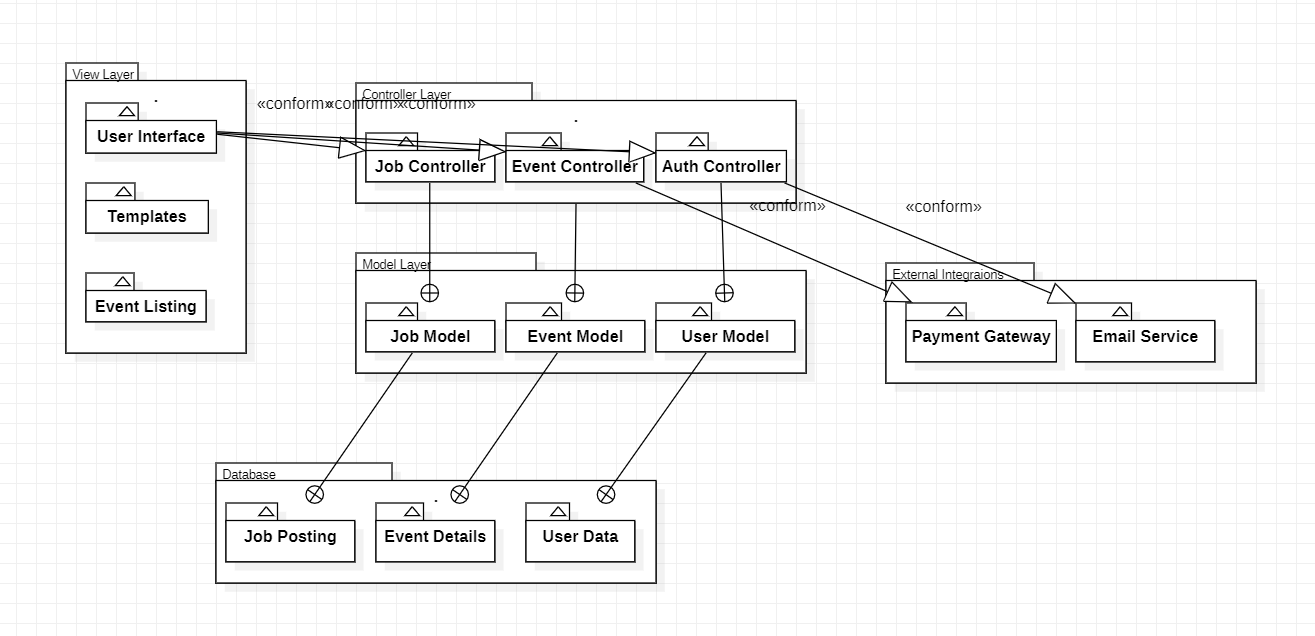 View Layer
User Interface
Templates
Event Listing
«conform»
«conform»
«conform»
Controller Layer
Job Controller
Event Controller
Auth Controller
«conform»
«conform»
Model Layer
Job Model
Event Model
User Model
External Integraions
Payment Gateway
Email Service
Database
Job Posting
Event Details
User Data